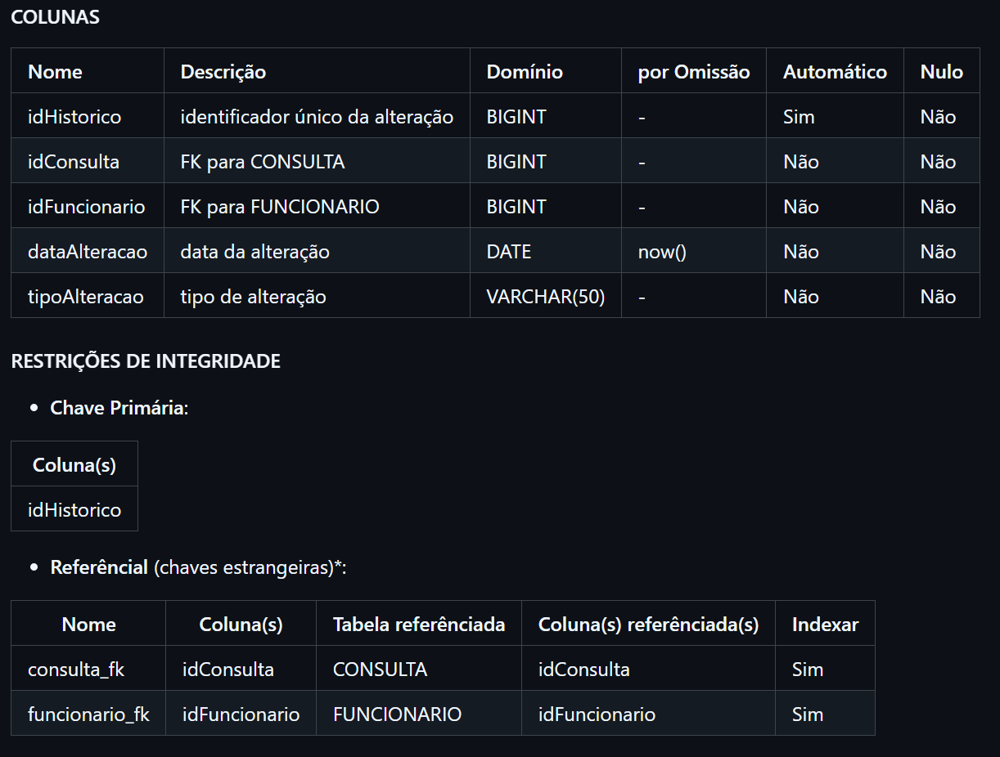 COLUNAS
Nome Descrição Domínio por Omissão Automático Nulo
idHistorico identificador único da alteração BIGINT - Sim Não
idConsulta FK para CONSULTA BIGINT - Não Não
idFuncionario FK para FUNCIONARIO BIGINT - Não Não
dataAlteracao data da alteração DATE now() Não Não
tipoAlteracao tipo de alteração VARCHAR(50) - Não Não
RESTRIÇÕES DE INTEGRIDADE
• Chave Primária:
Coluna(s)
idHistorico
• Referêncial (chaves estrangeiras)*:
Nome Coluna(s) Tabela referênciada Coluna(s) referênciada(s) Indexar
consulta_fk idConsulta CONSULTA idConsulta Sim
funcionario_fk idFuncionario FUNCIONARIO idFuncionario Sim